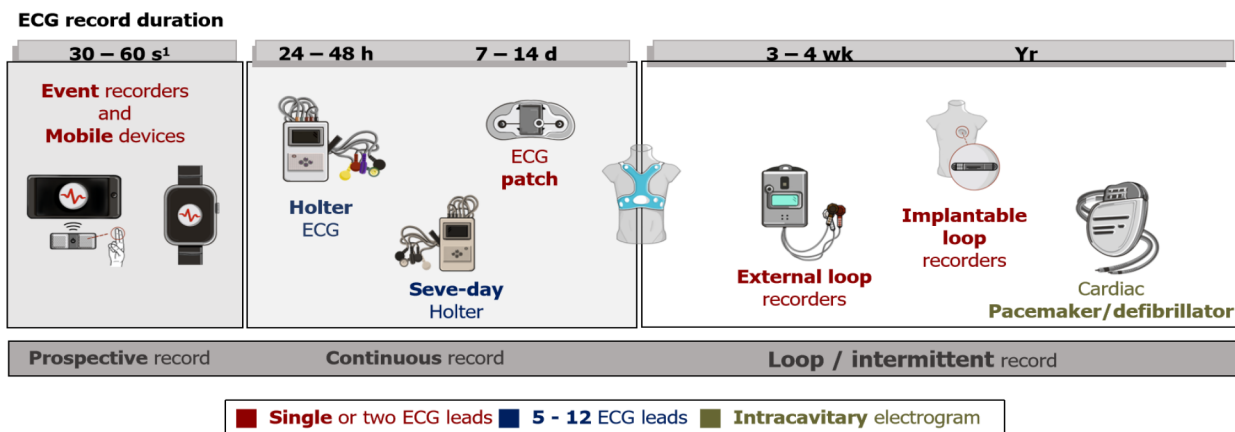 ECG record duration
30 – 60 s¹
24 – 48 h
7 – 14 d
3 – 4 wk
Yr
Event recorders
and
Mobile devices
Holter
ECG
Seve-day
Holter
ECG
patch
External loop
recorders
Implantable
loop
recorders
Cardiac
Pacemaker/defibrillator
Prospective record
Continuous record
Loop / intermittent record
Single or two ECG leads
5 - 12 ECG leads
Intracavitary electrogram